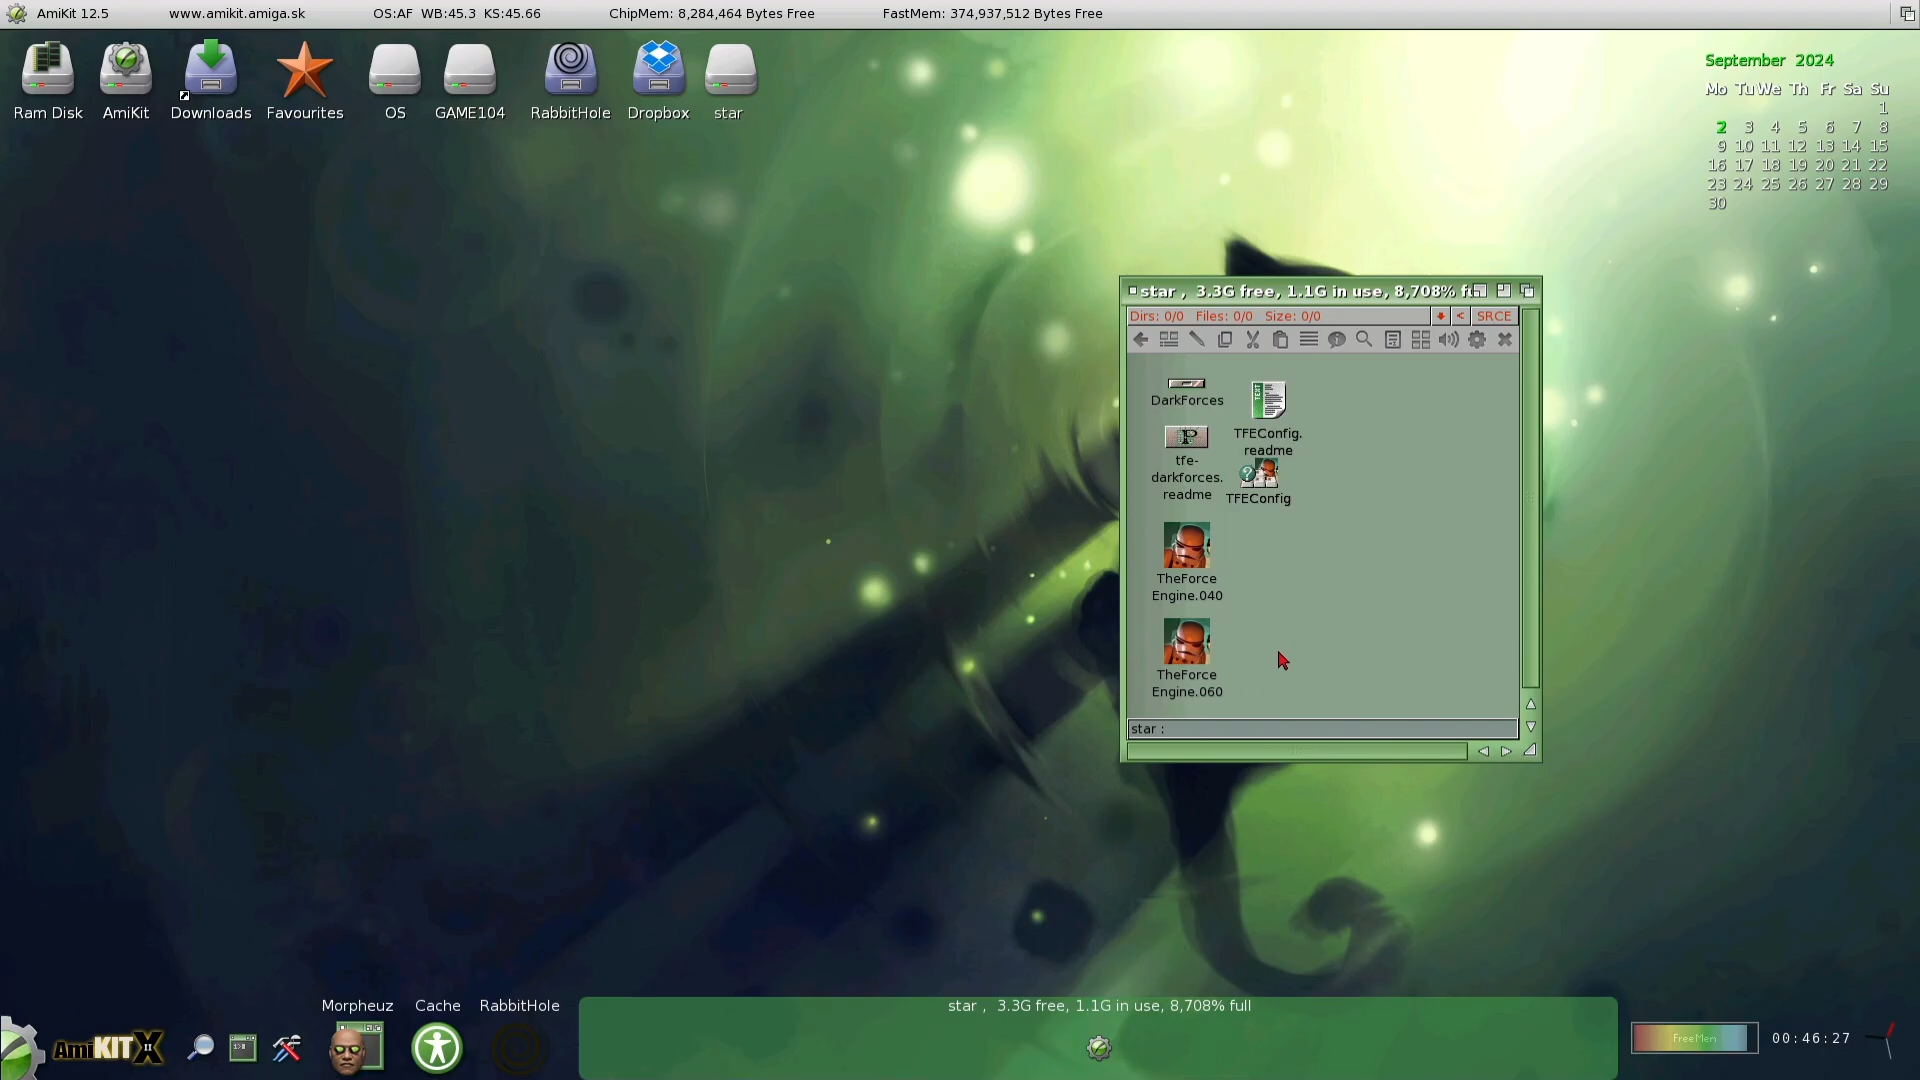 AmiKit 12.5 www.amikit.amiga.sk OS:AF WB:45.3 KS:45.66 ChipMem: 8,284,464 Bytes Free FastMem: 374,937,512 Bytes Free
Ram Disk AmiKit Downloads Favourites OS GAME104 RabbitHole Dropbox star
September 2024
Mo Tu We Th Fr Sa Su
1
2 3 4 5 6 7 8
9 10 11 12 13 14 15
16 17 18 19 20 21 22
23 24 25 26 27 28 29
30
star , 3.3G free, 1.1G in use, 8,708% fu
Dirs: 0/0 Files: 0/0 Size: 0/0 < SRCE
DarkForces
TEXT
TFEConfig.
readme
P
tfe-
darkforces.
readme
?
TFEConfig
TheForce
Engine.040
TheForce
Engine.060
star :
Morpheuz Cache RabbitHole
star , 3.3G free, 1.1G in use, 8,708% full
AmiKIT X
FreeMem
00:46:27